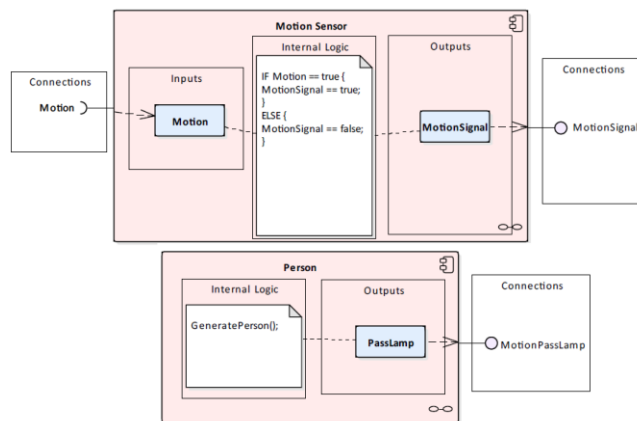 Motion Sensor
Connections
Motion
Inputs
Motion
Internal Logic
IF Motion == true {
MotionSignal == true;
}
ELSE {
MotionSignal == false;
}
Outputs
MotionSignal
Connections
MotionSignal
Person
Internal Logic
GeneratePerson();
Outputs
PassLamp
Connections
MotionPassLamp